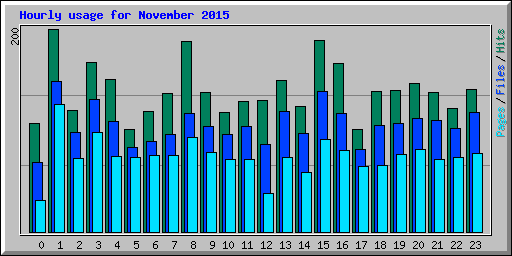 Hourly usage for November 2015
200
Pages/Files/Hits
0 1 2 3 4 5 6 7 8 9 10 11 12 13 14 15 16 17 18 19 20 21 22 23